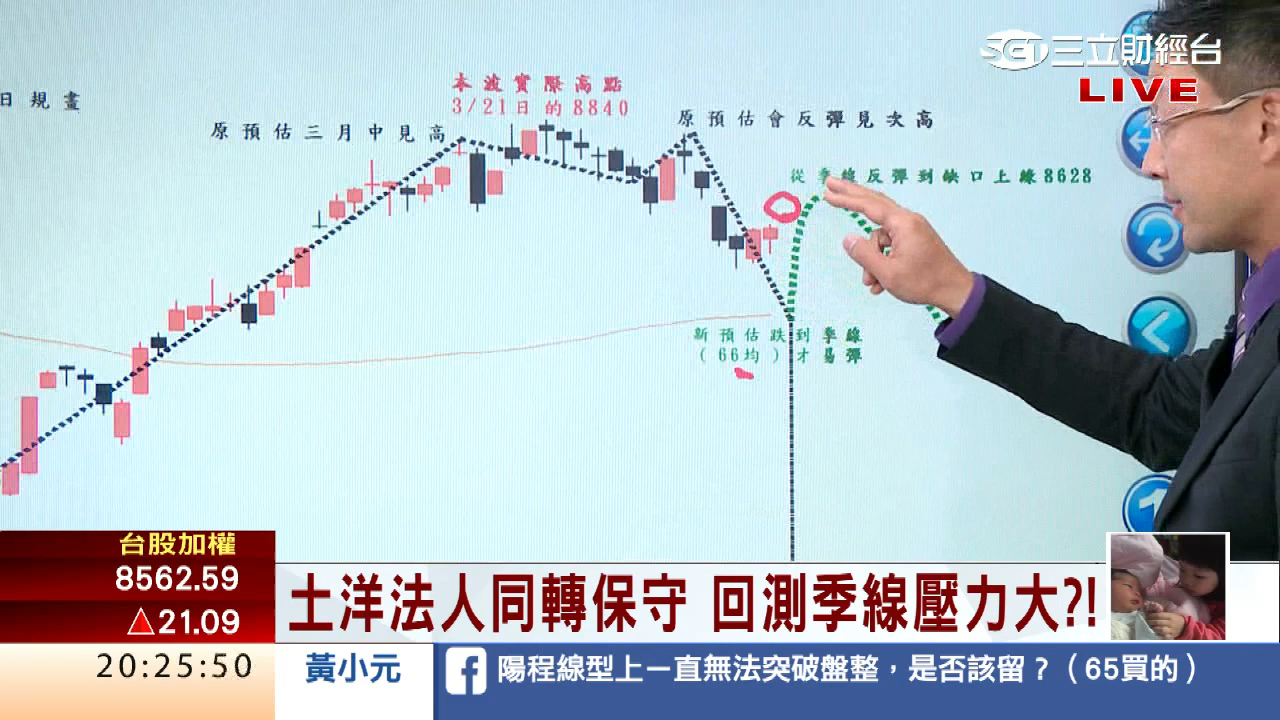 SET三立財經台
LIVE
日規畫
本波實際高點
3/21日的8840
原預估三月中見高
原預估會反彈見次高
從季線反彈到缺口上緣8628
新預估跌到季線
(66均)才易彈
台股加權
8562.59
▲21.09
土洋法人同轉保守 回測季線壓力大?!
20:25:50
黃小元
陽程線型上一直無法突破盤整，是否該留？（65買的）